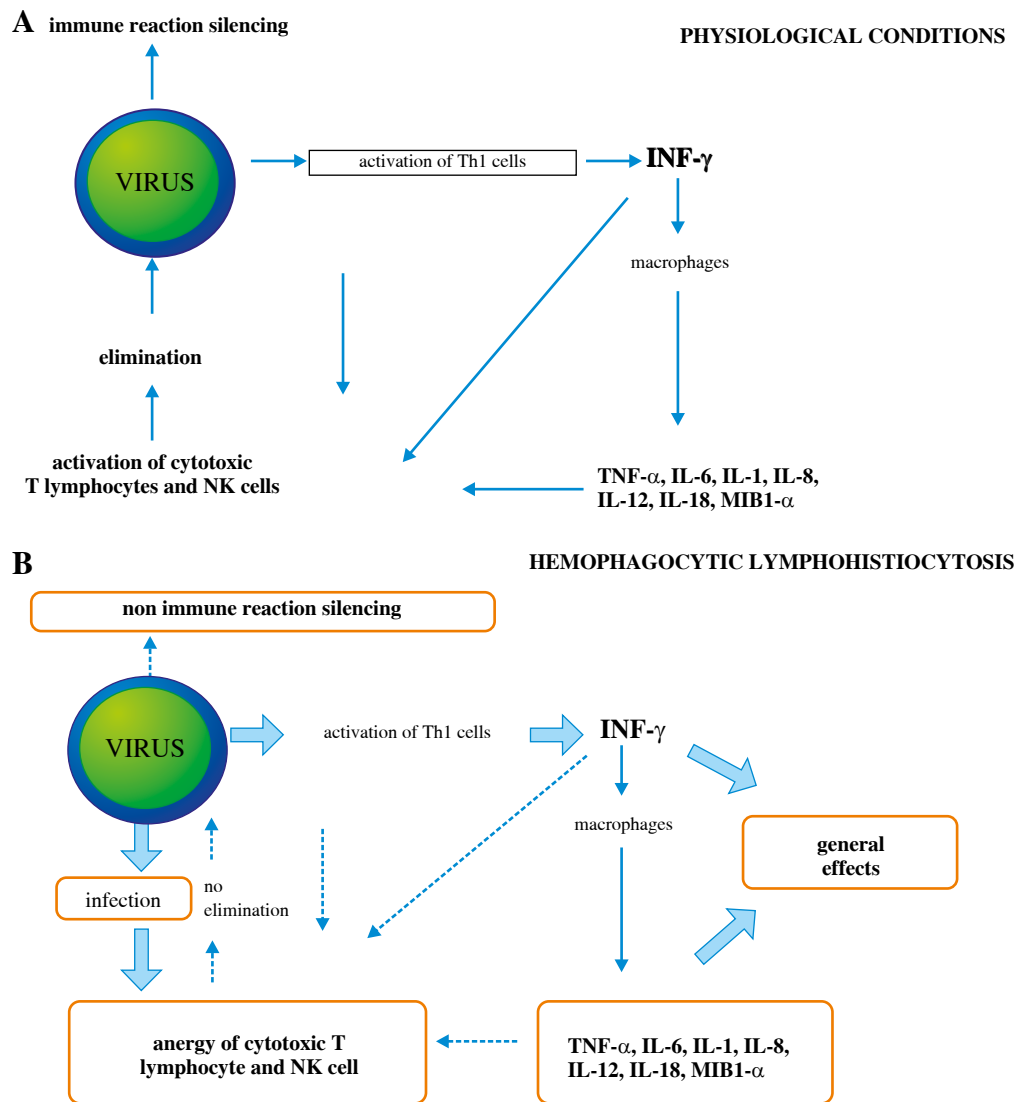 A
immune reaction silencing
PHYSIOLOGICAL CONDITIONS
VIRUS
activation of Th1 cells
INF-γ
macrophages
elimination
activation of cytotoxic
T lymphocytes and NK cells
TNF-α, IL-6, IL-1, IL-8,
IL-12, IL-18, MIB1-α
B
HEMOPHAGOCYTIC LYMPHOHISTIOCYTOSIS
non immune reaction silencing
VIRUS
activation of Th1 cells
INF-γ
macrophages
general
effects
infection
no
elimination
anergy of cytotoxic T
lymphocyte and NK cell
TNF-α, IL-6, IL-1, IL-8,
IL-12, IL-18, MIB1-α